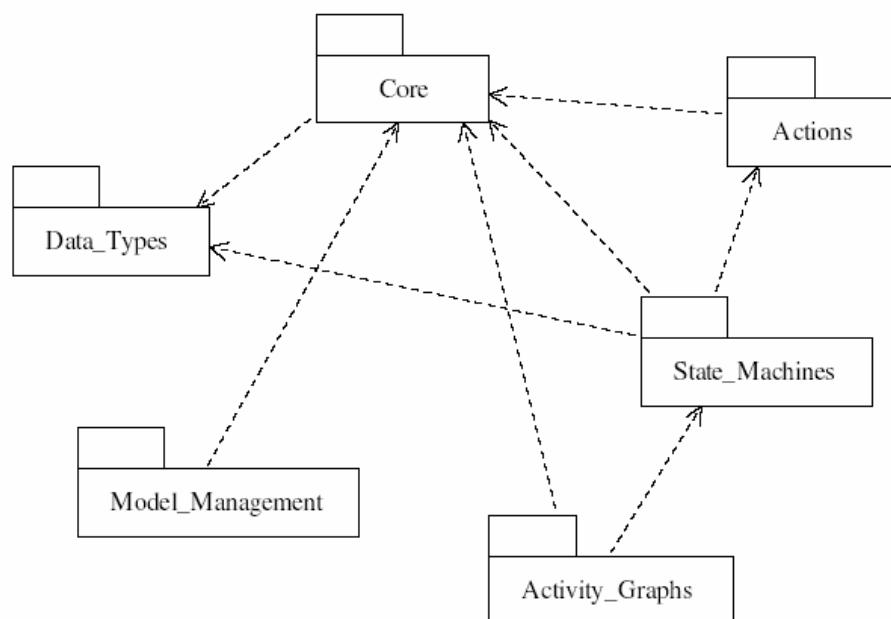 Core
Actions
Data_Types
State_Machines
Model_Management
Activity_Graphs